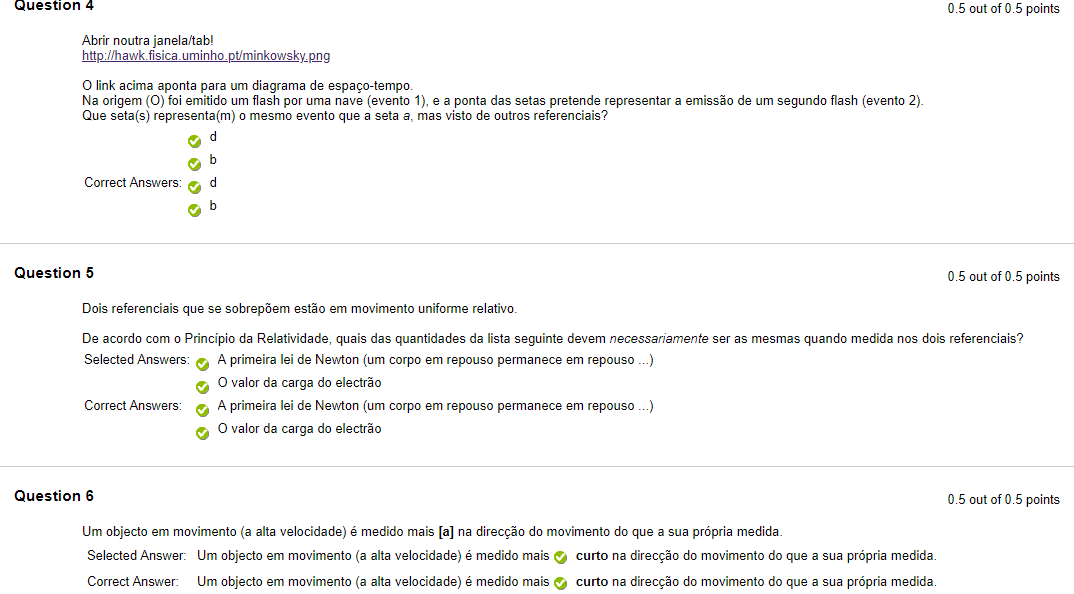 Question 4
0.5 out of 0.5 points
Abrir noutra janela/tab!
http://hawk.fisica.uminho.pt/minkowsky.png
O link acima aponta para um diagrama de espaço-tempo.
Na origem (O) foi emitido um flash por uma nave (evento 1), e a ponta das setas pretende representar a emissão de um segundo flash (evento 2).
Que seta(s) representa(m) o mesmo evento que a seta a, mas visto de outros referenciais?
d
b
Correct Answers: d
b
Question 5
0.5 out of 0.5 points
Dois referenciais que se sobrepõem estão em movimento uniforme relativo.
De acordo com o Princípio da Relatividade, quais das quantidades da lista seguinte devem necessariamente ser as mesmas quando medida nos dois referenciais?
Selected Answers: A primeira lei de Newton (um corpo em repouso permanece em repouso ...)
O valor da carga do electrão
Correct Answers: A primeira lei de Newton (um corpo em repouso permanece em repouso ...)
O valor da carga do electrão
Question 6
0.5 out of 0.5 points
Um objecto em movimento (a alta velocidade) é medido mais [a] na direcção do movimento do que a sua própria medida.
Selected Answer: Um objecto em movimento (a alta velocidade) é medido mais curto na direcção do movimento do que a sua própria medida.
Correct Answer: Um objecto em movimento (a alta velocidade) é medido mais curto na direcção do movimento do que a sua própria medida.